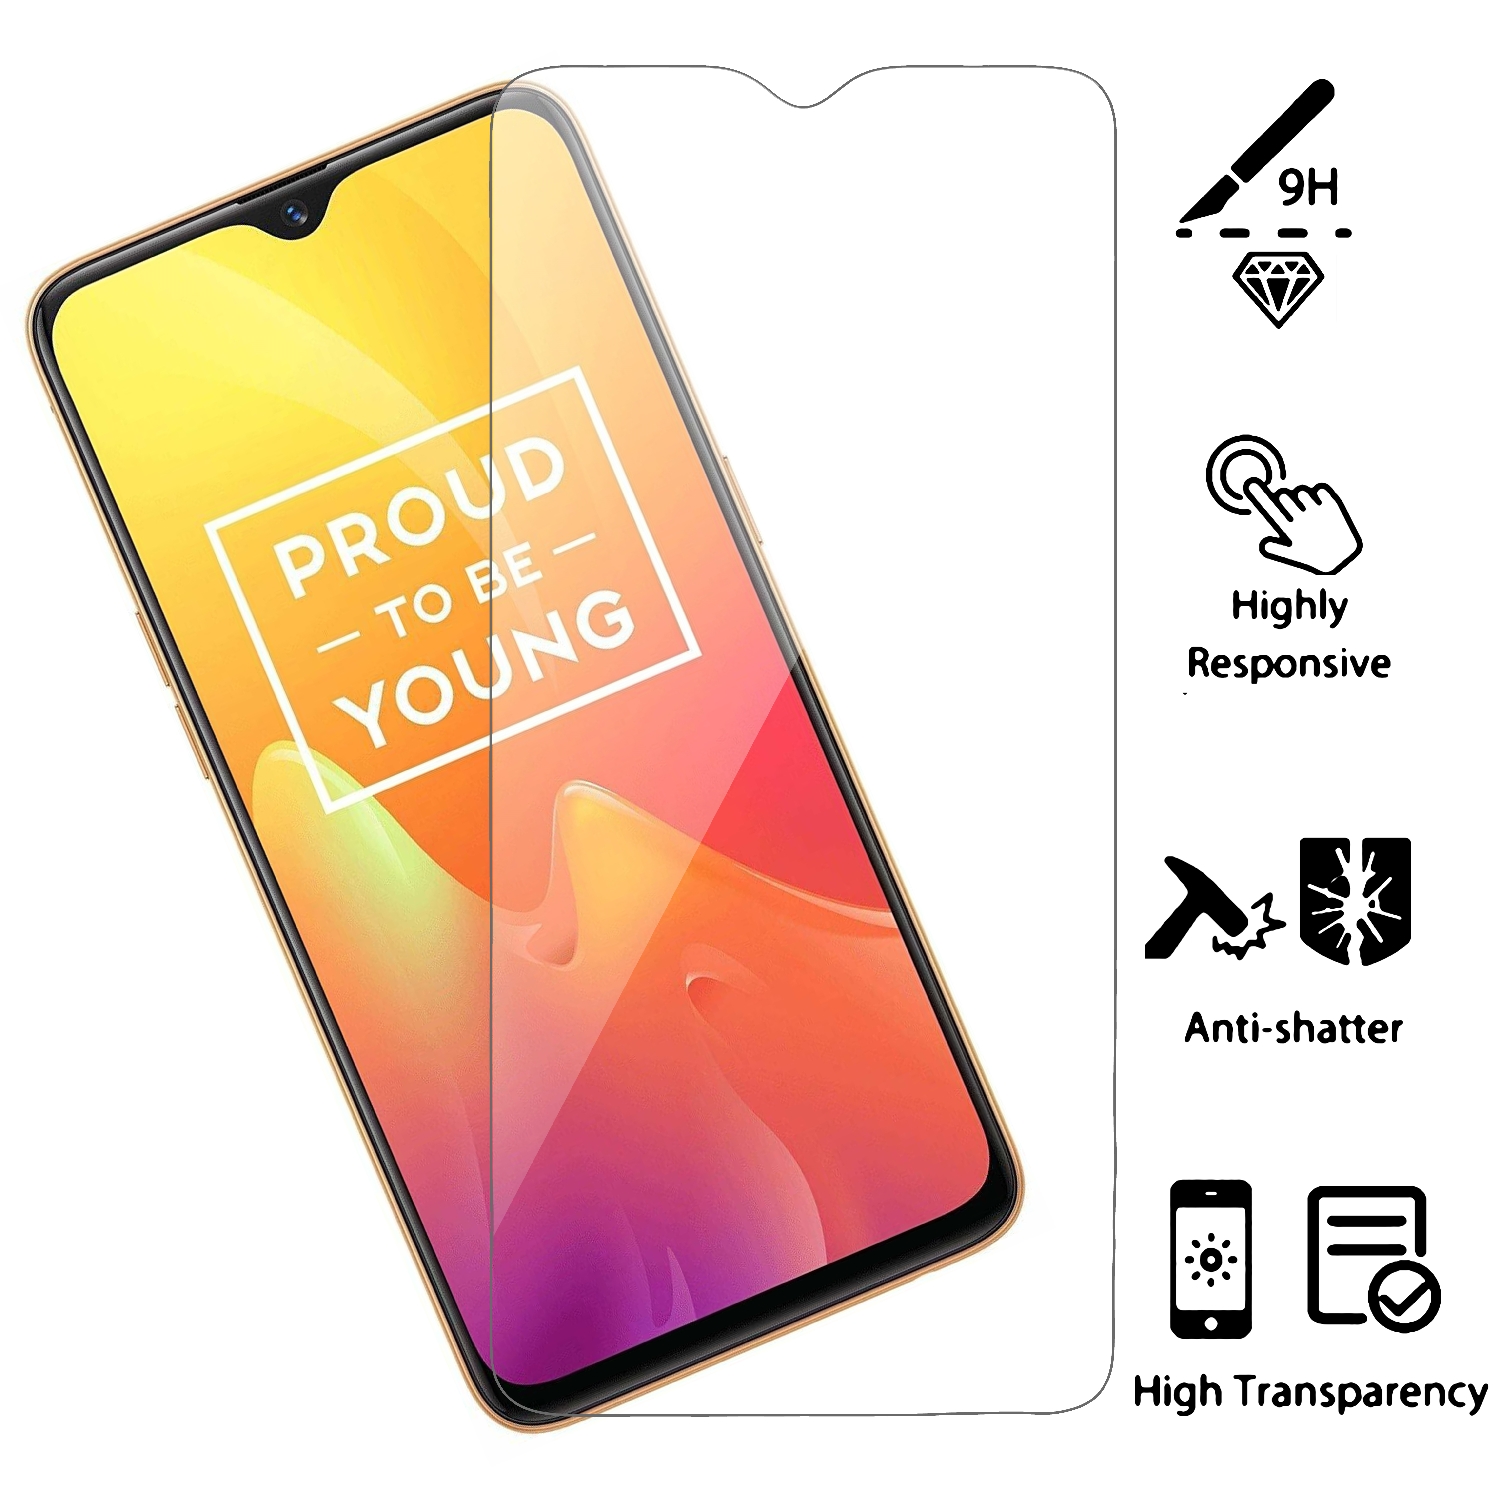 PROUD
— TO BE —
YOUNG
9H
Highly
Responsive
Anti-shatter
High Transparency